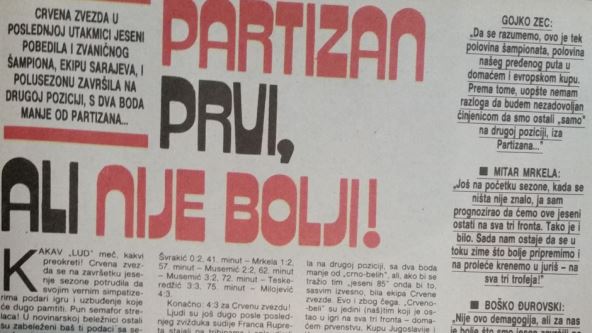 CRVENA ZVEZDA U
POSLEDNJOJ UTAKMICI JESENI
POBEDILA I ZVANIČNOG
ŠAMPIONA, EKIPU SARAJEVA, I
POLUSEZONU ZAVRŠILA NA
DRUGOJ POZICIJI, S DVA BODA
MANJE OD PARTIZANA...
PARTIZAN
PRVI,
ALI NIJE BOLJI!
KAKAV „LUD" meč, kakvi
preokreti! Crvena zvez-
da se na završetku jese-
nje sezone potrudila da
svojim vernim simpatize-
rima podari igru i uzbuđenje koje
će dugo pamtiti. Pun semafor stre-
laca! U novinarskoj beležnici ostali
su zabeleženi baš ti podaci sa se-
Švrakić 0:2, 41. minut – Mrkela 1:2,
57. minut – Musemić 2:2, 62 minut
– Musemić 3:2, 72. minut – Teske-
redžić 3:3, 75. minut – Milojević
4:3.
Konačno: 4:3 za Crvenu zvezdu!
Ljudi su još dugo posle posled-
njeg zvižduka sudije Franca Rupre-
la na drugoj poziciji, sa dva boda
manje od „crno-belih", ali, ako bi se
tražio tim „jeseni 85" onda bi to,
sasvim izvesno, bila ekipa Crvene
zvezde. Evo i zbog čega. „Crveno-
beli" su jedini (naš)tim koji je os-
tao u igri na sva tri fronta – doma-
ćem prvenstvu, Kupu Jugoslavije i
GOJKO ZEC:
„Da se razumemo, ovo je tek
polovina šampionata, polovina
našeg pređenog puta u
domaćem i evropskom kupu.
Prema tome, uopšte nemam
razloga da budem nezadovoljan
činjenicom da smo ostali „samo"
na drugoj poziciji, iza
Partizana..."
■ MITAR MRKELA:
„Još na početku sezone, kada se
ništa nije znalo, ja sam
prognozirao da ćemo ove jeseni
ostati na sva tri fronta. Tako je i
bilo. Sada nam ostaje da se u
toku zime što bolje pripremimo i
na proleće krenemo u juriš – na
sva tri trofeja!"
■ BOŠKO ĐUROVSKI:
„Nije ovo demagogija, ali za nas